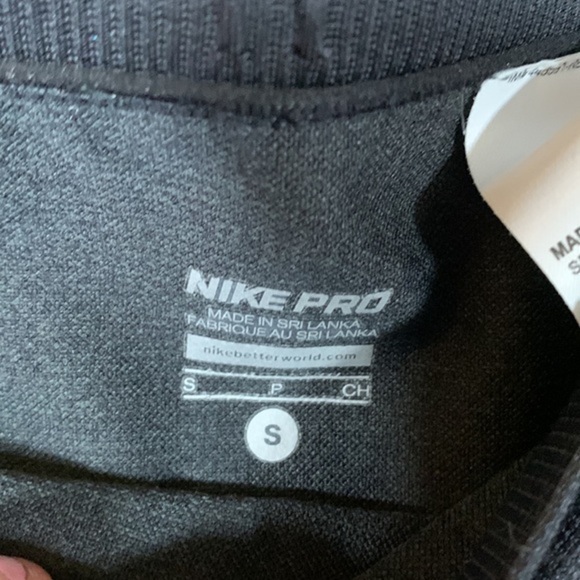 NIKE PRO
MADE IN SRI LANKA
FABRIQUE AU SRI LANKA
nikebetterworld.com
S P CH
S